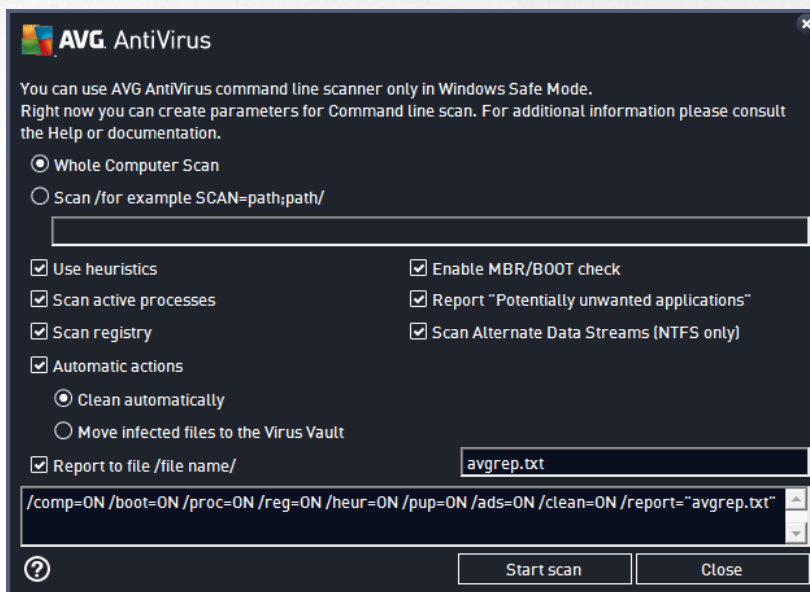 AVG. AntiVirus
You can use AVG AntiVirus command line scanner only in Windows Safe Mode.
Right now you can create parameters for Command line scan. For additional information please consult
the Help or documentation.
Whole Computer Scan
Scan /for example SCAN=path;path/
Use heuristics
Enable MBR/BOOT check
Scan active processes
Report "Potentially unwanted applications"
Scan registry
Scan Alternate Data Streams (NTFS only)
Automatic actions
Clean automatically
Move infected files to the Virus Vault
Report to file /file name/
avgrep.txt
/comp=ON /boot=ON /proc=ON /reg=ON /heur=ON /pup=ON /ads=ON /clean=ON /report="avgrep.txt"
Start scan
Close